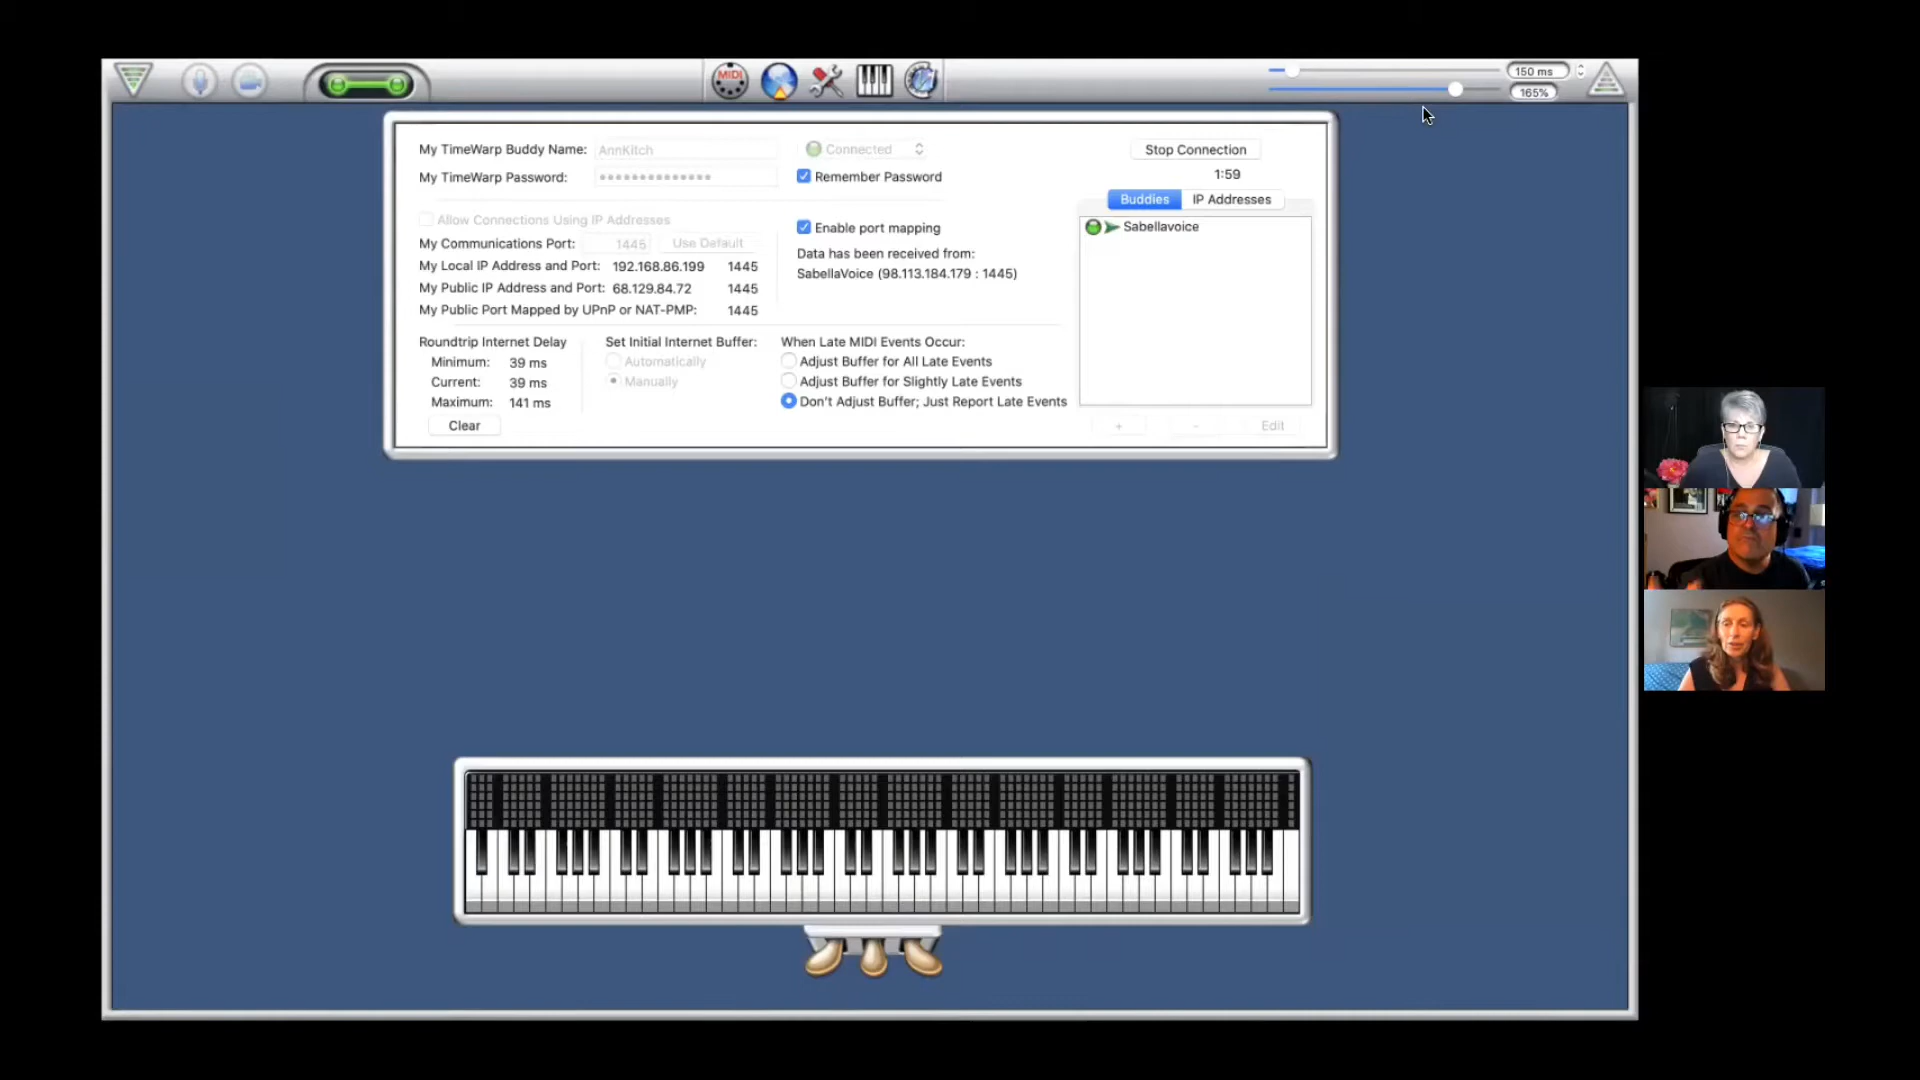 MIDI
150 ms
165%
My TimeWarp Buddy Name: AnnKitch
Connected
Stop Connection
My TimeWarp Password: ••••••••••••••
Remember Password
1:59
Buddies IP Addresses
Allow Connections Using IP Addresses
Enable port mapping
Sabellavoice
My Communications Port: 1445 Use Default
Data has been received from:
My Local IP Address and Port: 192.168.86.199 1445
SabellaVoice (98.113.184.179 : 1445)
My Public IP Address and Port: 68.129.84.72 1445
My Public Port Mapped by UPnP or NAT-PMP: 1445
Roundtrip Internet Delay
Minimum: 39 ms
Current: 39 ms
Maximum: 141 ms
Clear
Set Initial Internet Buffer:
Automatically
Manually
When Late MIDI Events Occur:
Adjust Buffer for All Late Events
Adjust Buffer for Slightly Late Events
Don't Adjust Buffer; Just Report Late Events
+ - Edit